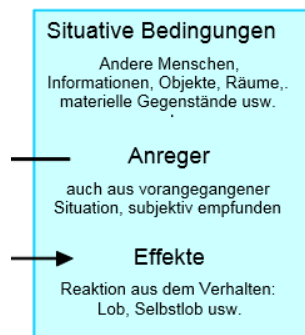 Situative Bedingungen
Andere Menschen,
Informationen, Objekte, Räume,.
materielle Gegenstände usw.
Anreger
auch aus vorangegangener
Situation, subjektiv empfunden
Effekte
Reaktion aus dem Verhalten:
Lob, Selbstlob usw.